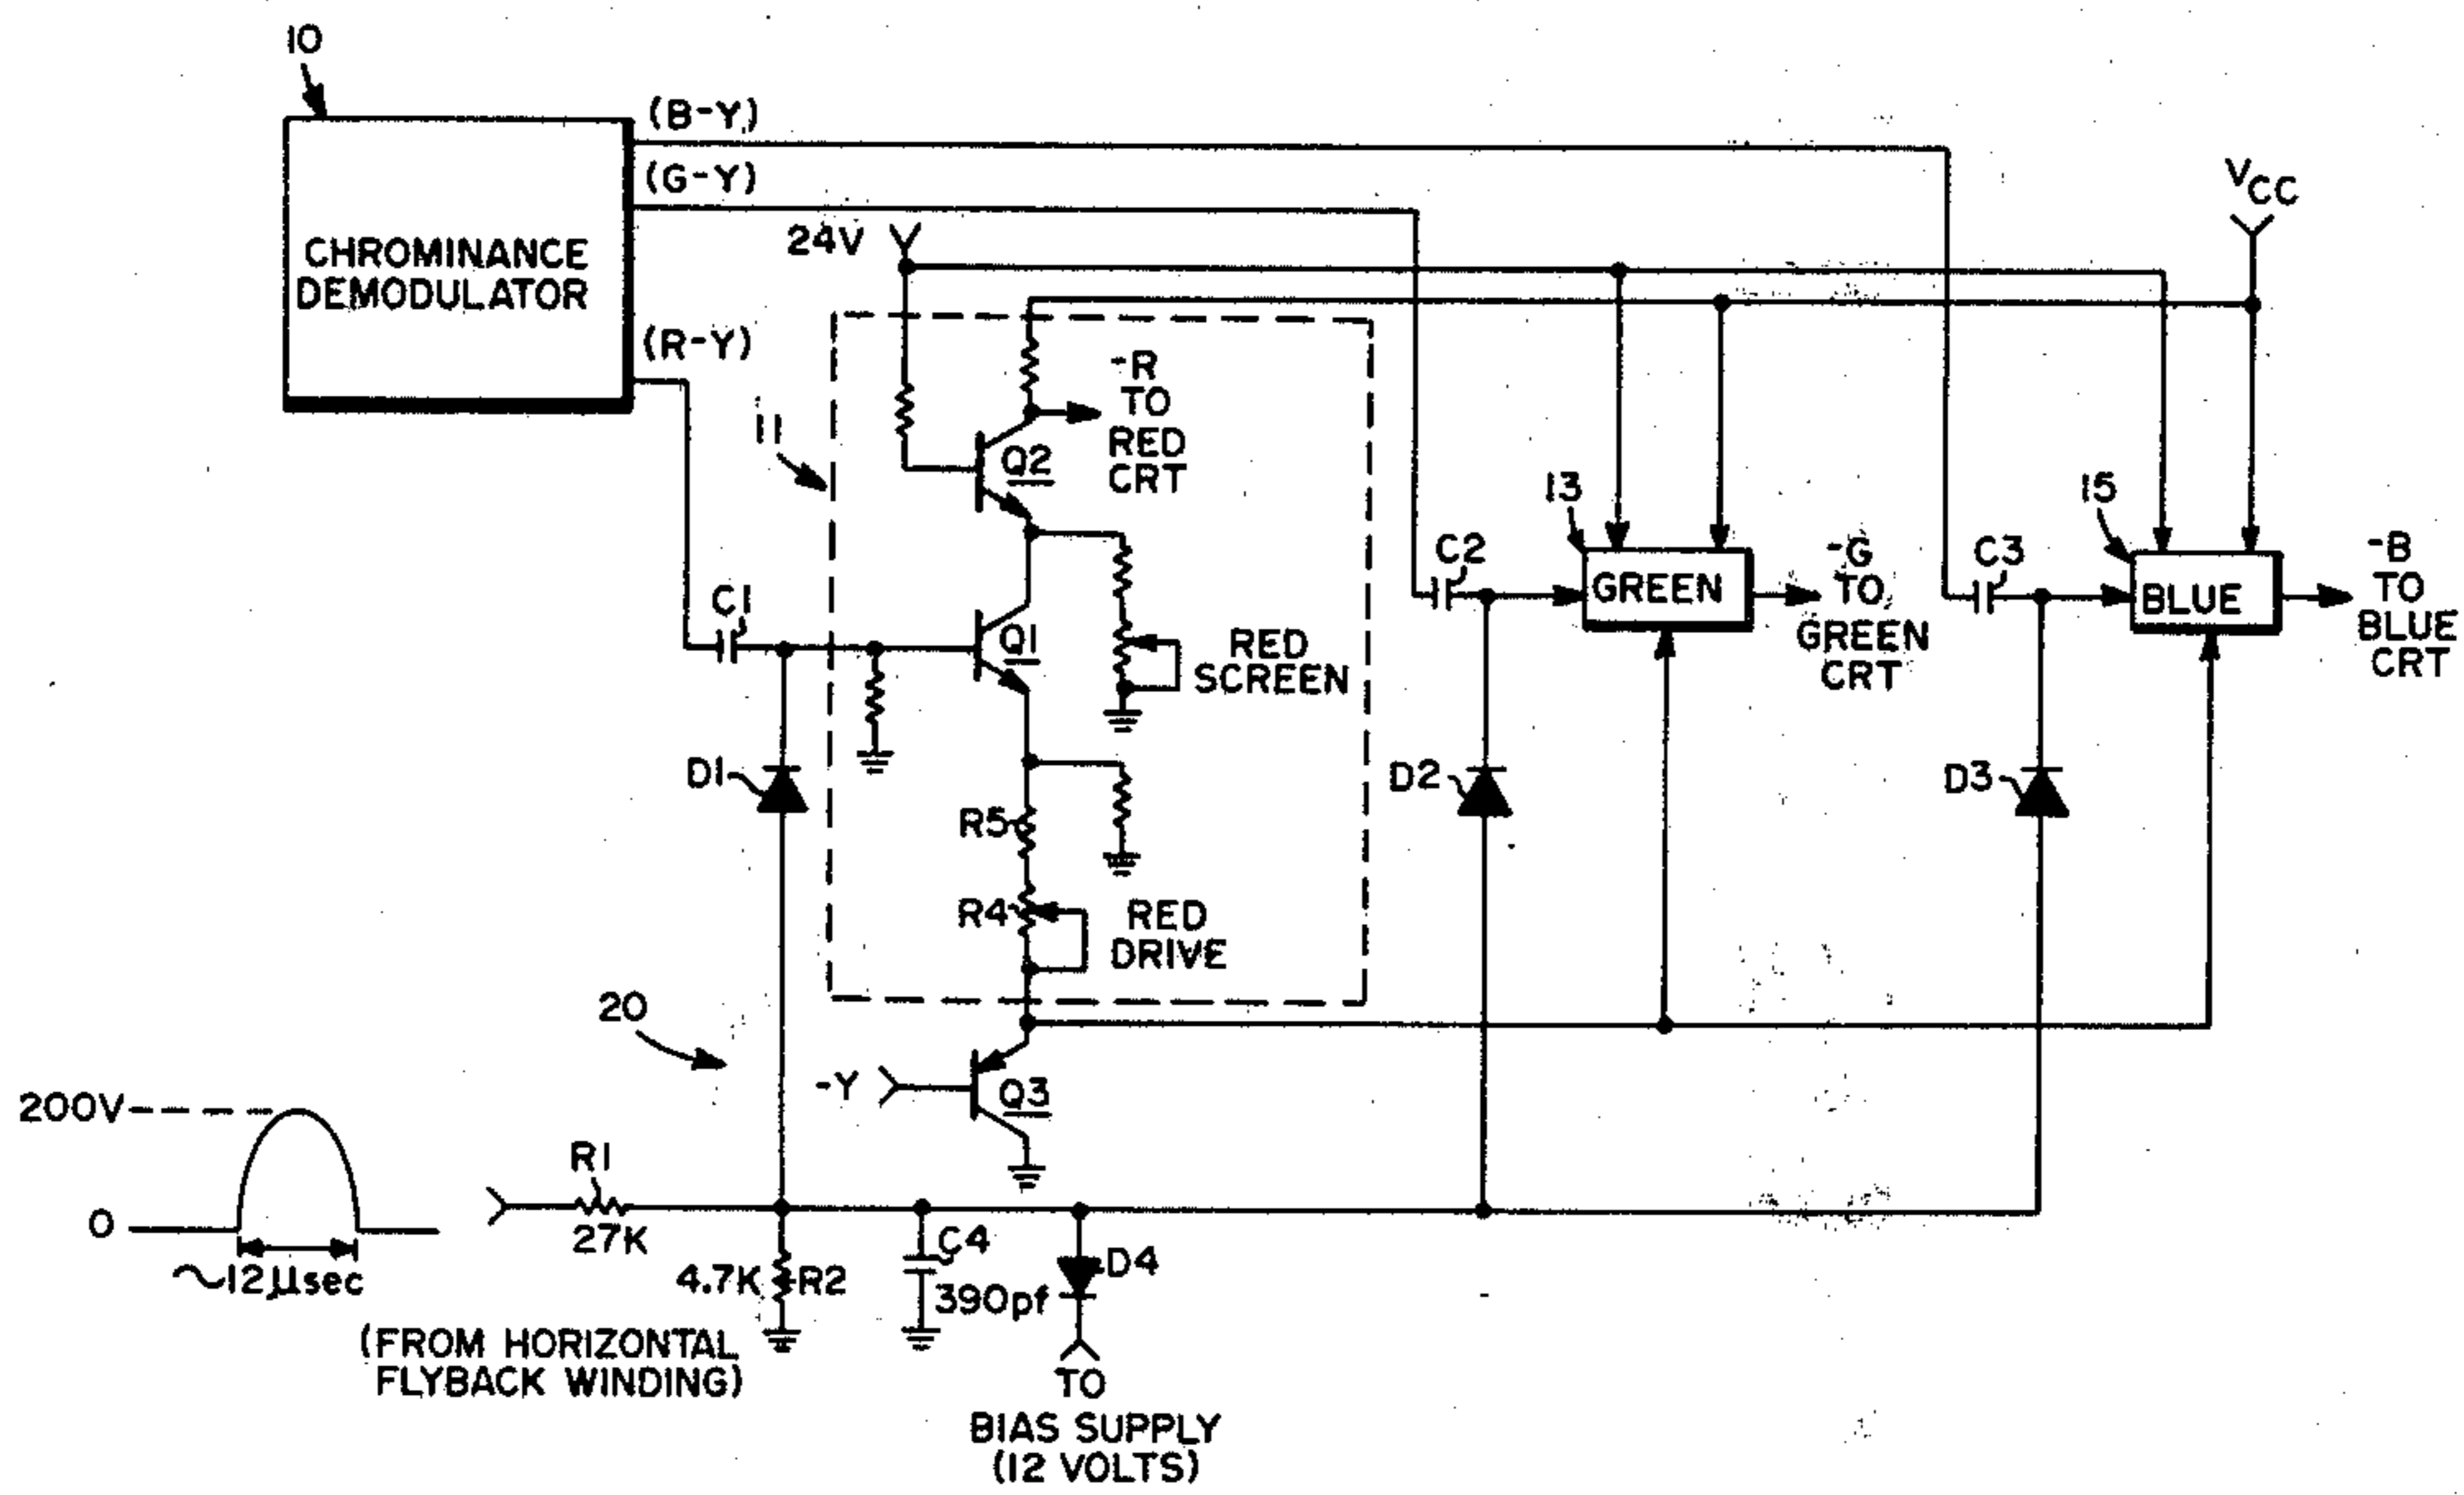 10
(B-Y)
(G-Y)
VCC
24V
CHROMINANCE
DEMODULATOR
(R-Y)
-R
TO
RED
CRT
11
Q2
13
15
C2
-G
TO
GREEN
CRT
C3
-B
TO
BLUE
CRT
GREEN
BLUE
C1
Q1
RED
SCREEN
D1
D2
D3
R5
R4
RED
DRIVE
20
-Y
Q3
200V
R1
0
27K
C4
D4
~12µsec
4.7K
R2
390pf
(FROM HORIZONTAL
FLYBACK WINDING)
TO
BIAS SUPPLY
(12 VOLTS)